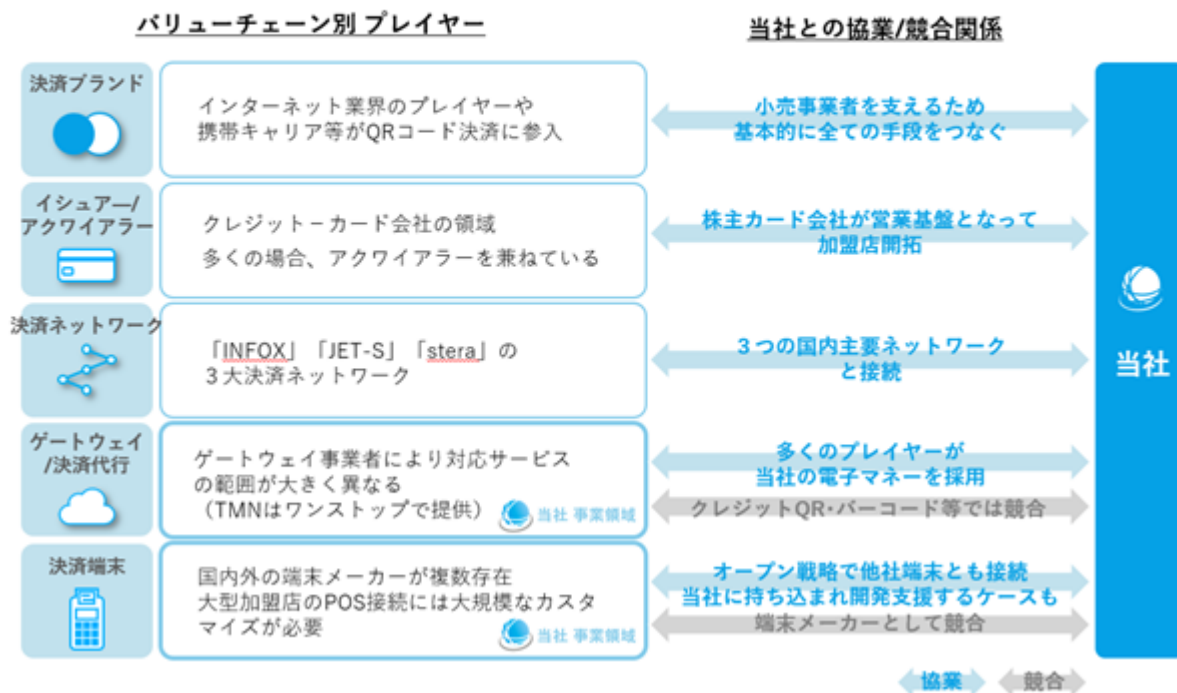 バリューチェーン別 プレイヤー
当社との協業/競合関係
決済ブランド
インターネット業界のプレイヤーや
携帯キャリア等がQRコード決済に参入
小売事業者を支えるため
基本的に全ての手段をつなぐ
イシュアー/
アクワイアラー
クレジット－カード会社の領域
多くの場合、アクワイアラーを兼ねている
株主カード会社が営業基盤となって
加盟店開拓
決済ネットワーク
「INFOX」「JET-S」「stera」の
３大決済ネットワーク
３つの国内主要ネットワーク
と接続
ゲートウェイ
/決済代行
ゲートウェイ事業者により対応サービス
の範囲が大きく異なる
（TMNはワンストップで提供）
当社 事業領域
多くのプレイヤーが
当社の電子マネーを採用
クレジットQR･バーコード等では競合
決済端末
国内外の端末メーカーが複数存在
大型加盟店のPOS接続には大規模なカスタ
マイズが必要
当社 事業領域
オープン戦略で他社端末とも接続
当社に持ち込まれ開発支援するケースも
端末メーカーとして競合
当社
協業
競合